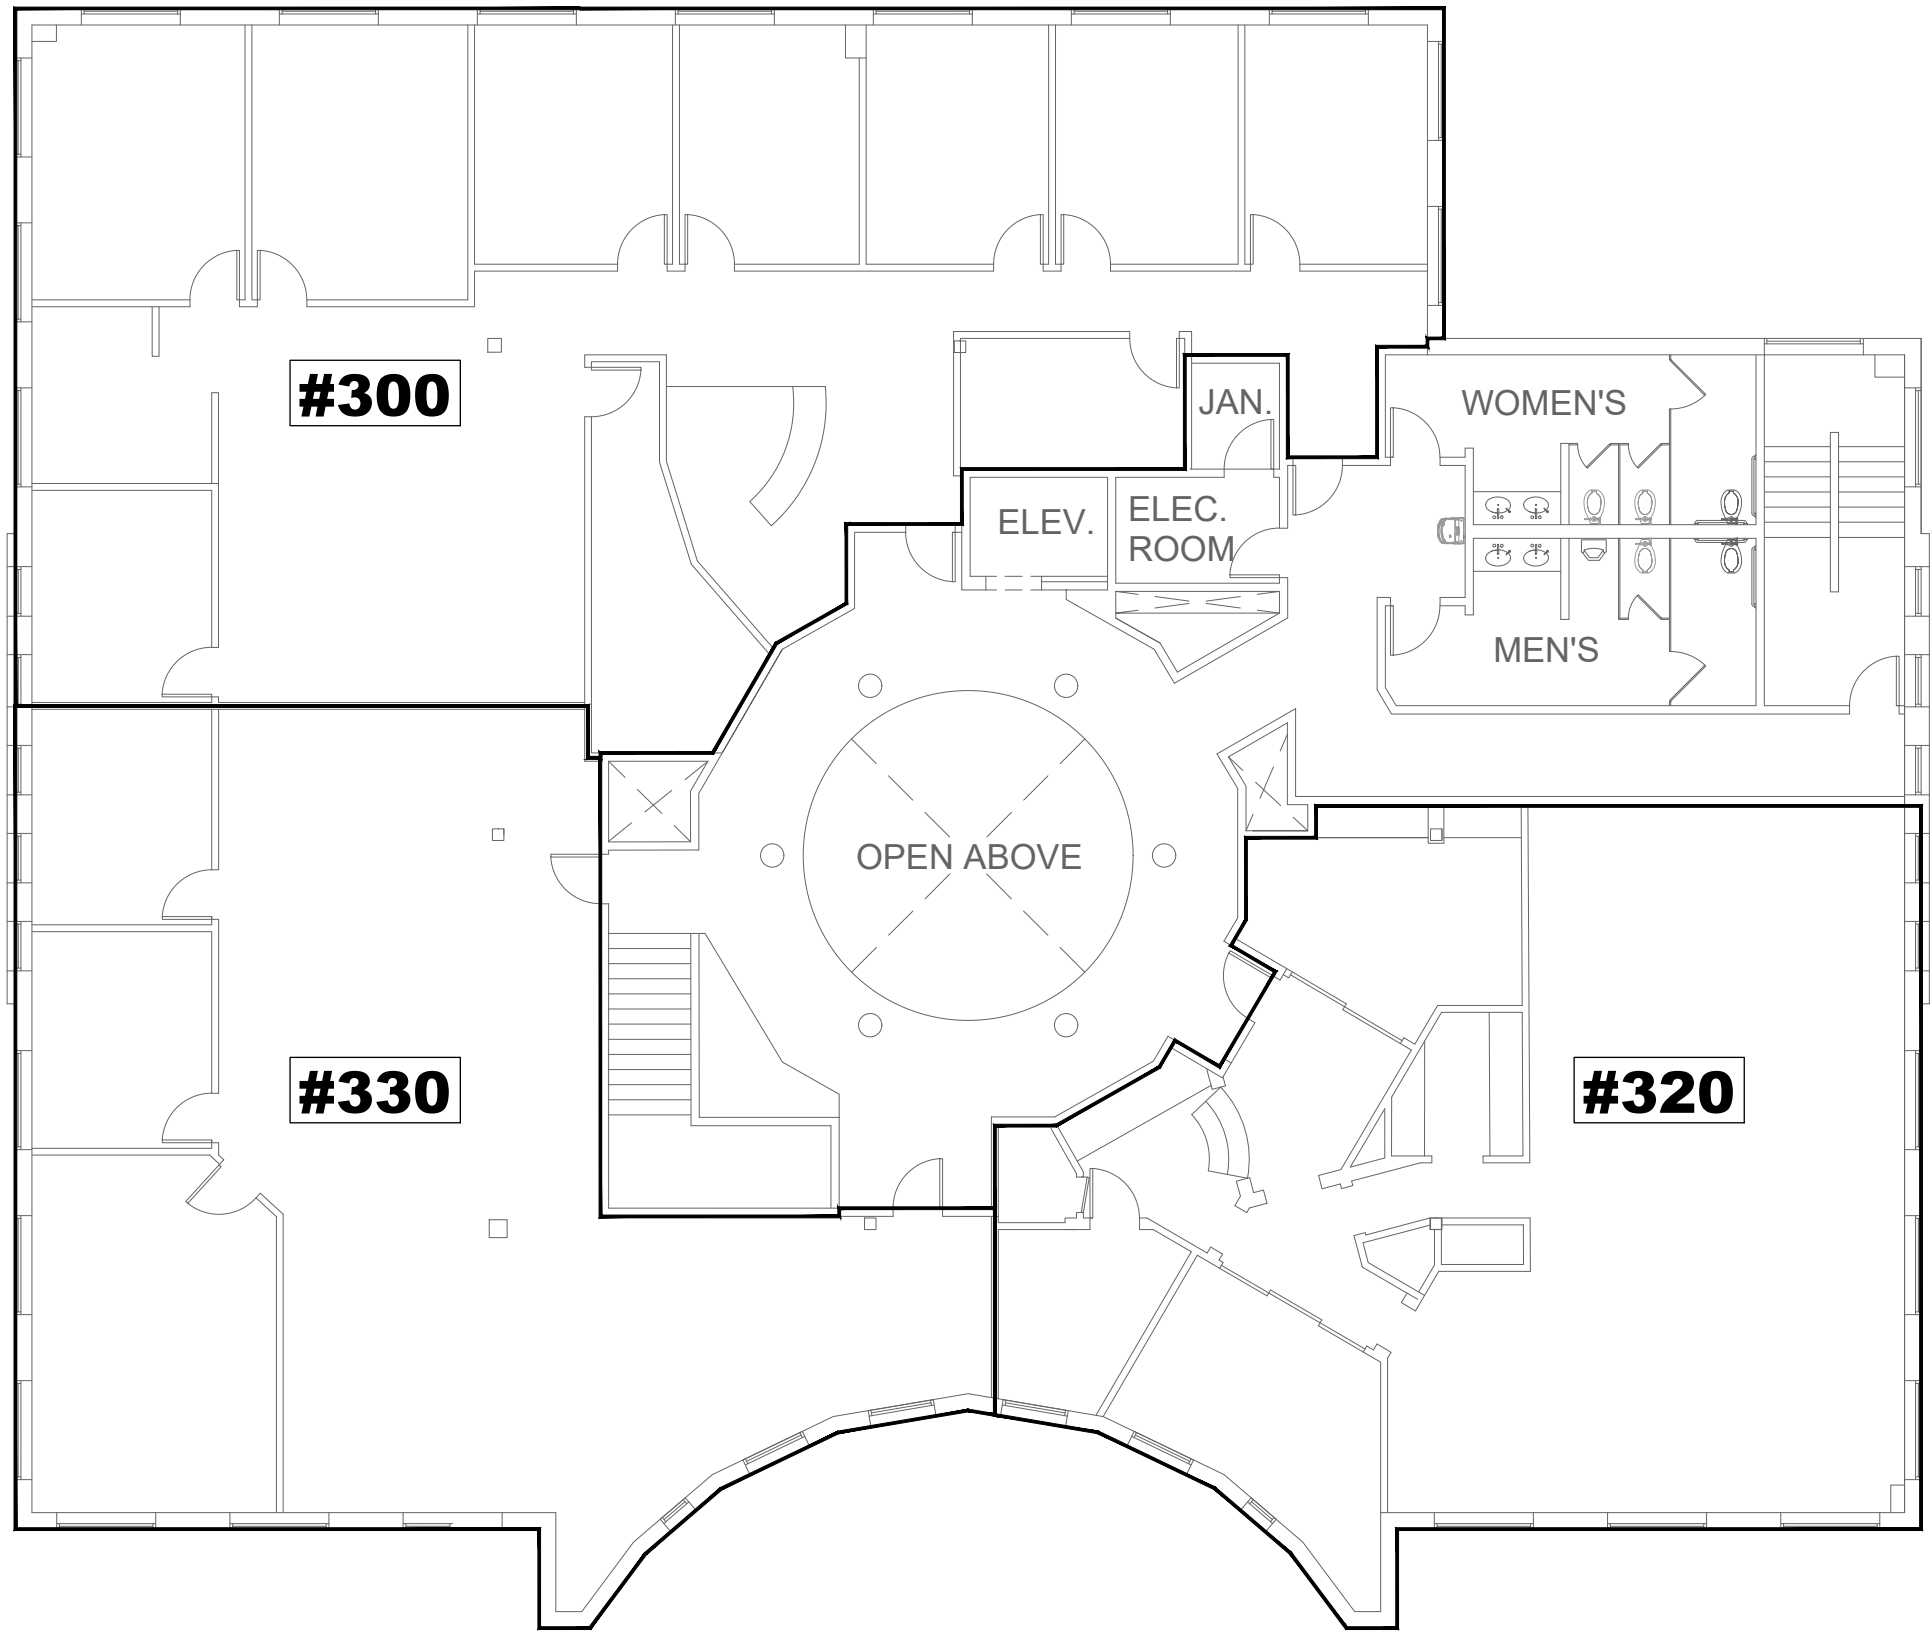 #300
JAN.
WOMEN'S
ELEV.
ELEC.
ROOM
MEN'S
OPEN ABOVE
#330
#320